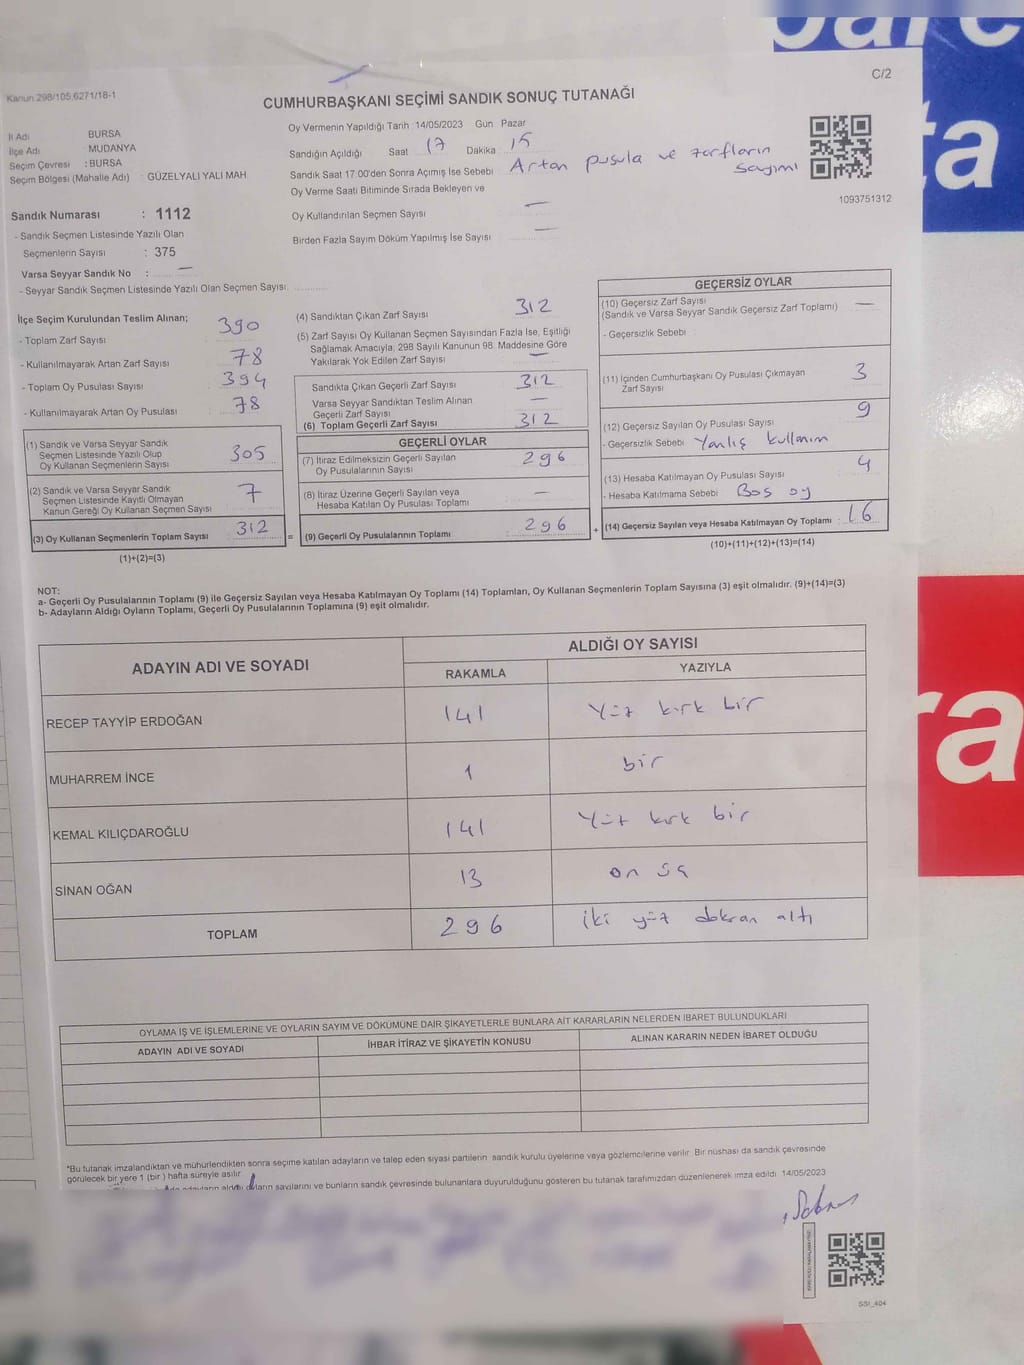 C/2
Kanun 298/105,6271/18-1
CUMHURBAŞKANI SEÇİMİ SANDIK SONUÇ TUTANAĞI
İl Adı BURSA
İlçe Adı MUDANYA
Seçim Çevresi : BURSA
Seçim Bölgesi (Mahalle Adı) : GÜZELYALI YALI MAH.
Sandık Numarası : 1112
- Sandık Seçmen Listesinde Yazılı Olan
Seçmenlerin Sayısı : 375
Varsa Seyyar Sandık No : —
- Seyyar Sandık Seçmen Listesinde Yazılı Olan Seçmen Sayısı:
Oy Vermenin Yapıldığı Tarih :14/05/2023 Gün Pazar
Sandığın Açıldığı Saat 17 Dakika 15
Sandık Saat 17.00'den Sonra Açımış İse Sebebi Artan pusula ve zarfların sayımı
Oy Verme Saati Bitiminde Sırada Bekleyen ve
Oy Kullandırılan Seçmen Sayısı —
Birden Fazla Sayım Döküm Yapılmış İse Sayısı —
1093751312
İlçe Seçim Kurulundan Teslim Alınan;
- Toplam Zarf Sayısı : 390
- Kullanılmayarak Artan Zarf Sayısı : 78
- Toplam Oy Pusulası Sayısı : 394
- Kullanılmayarak Artan Oy Pusulası : 78
(1) Sandık ve Varsa Seyyar Sandık
Seçmen Listesinde Yazılı Olup
Oy Kullanan Seçmenlerin Sayısı : 305
(2) Sandık ve Varsa Seyyar Sandık
Seçmen Listesinde Kayıtlı Olmayan
Kanun Gereği Oy Kullanan Seçmen Sayısı : 7
(3) Oy Kullanan Seçmenlerin Toplam Sayısı : 312
(1)+(2)=(3)
=
(4) Sandıktan Çıkan Zarf Sayısı : 312
(5) Zarf Sayısı Oy Kullanan Seçmen Sayısından Fazla İse, Eşitliği
Sağlamak Amacıyla, 298 Sayılı Kanunun 98. Maddesine Göre
Yakılarak Yok Edilen Zarf Sayısı —
Sandıkta Çıkan Geçerli Zarf Sayısı : 312
Varsa Seyyar Sandıktan Teslim Alınan
Geçerli Zarf Sayısı : —
(6) Toplam Geçerli Zarf Sayısı : 312
GEÇERLİ OYLAR
(7) İtiraz Edilmeksizin Geçerli Sayılan
Oy Pusulalarının Sayısı : 296
(8) İtiraz Üzerine Geçerli Sayılan veya
Hesaba Katılan Oy Pusulası Toplamı : —
(9) Geçerli Oy Pusulalarının Toplamı : 296
+
GEÇERSİZ OYLAR
(10) Geçersiz Zarf Sayısı
(Sandık ve Varsa Seyyar Sandık Geçersiz Zarf Toplamı) : —
- Geçersizlik Sebebi :
(11) İçinden Cumhurbaşkanı Oy Pusulası Çıkmayan
Zarf Sayısı : 3
(12) Geçersiz Sayılan Oy Pusulası Sayısı 9
- Geçersizlik Sebebi : Yanlış kullanım
(13) Hesaba Katılmayan Oy Pusulası Sayısı 4
- Hesaba Katılmama Sebebi : Boş oy
(14) Geçersiz Sayılan veya Hesaba Katılmayan Oy Toplamı : 16
(10)+(11)+(12)+(13)=(14)
NOT:
a- Geçerli Oy Pusulalarının Toplamı (9) ile Geçersiz Sayılan veya Hesaba Katılmayan Oy Toplamı (14) Toplamları, Oy Kullanan Seçmenlerin Toplam Sayısına (3) eşit olmalıdır. (9)+(14)=(3)
b- Adayların Aldığı Oyların Toplamı, Geçerli Oy Pusulalarının Toplamına (9) eşit olmalıdır.
ADAYIN ADI VE SOYADI ALDIĞI OY SAYISI
RAKAMLA YAZIYLA
RECEP TAYYİP ERDOĞAN 141 Yüz kırk bir
MUHARREM İNCE 1 bir
KEMAL KILIÇDAROĞLU 141 Yüz kırk bir
SİNAN OĞAN 13 on üç
TOPLAM 296 iki yüz doksan altı
OYLAMA İŞ VE İŞLEMLERİNE VE OYLARIN SAYIM VE DÖKÜMÜNE DAİR ŞİKAYETLERLE BUNLARA AİT KARARLARIN NELERDEN İBARET BULUNDUKLARI
ADAYIN ADI VE SOYADI İHBAR İTİRAZ VE ŞİKAYETİN KONUSU ALINAN KARARIN NEDEN İBARET OLDUĞU
*Bu tutanak imzalandıktan ve mühürlendikten sonra seçime katılan adayların ve talep eden siyasi partilerin sandık kurulu üyelerine veya gözlemcilerine verilir. Bir nüshası da sandık çevresinde
görülecek bir yere 1 (bir) hafta süreyle asılır.
sayılarını ve bunların sandık çevresinde bulunanlara duyurulduğunu gösteren bu tutanak tarafımızdan düzenlenerek imza edildi. 14/05/2023
SSI_404
ta
ra